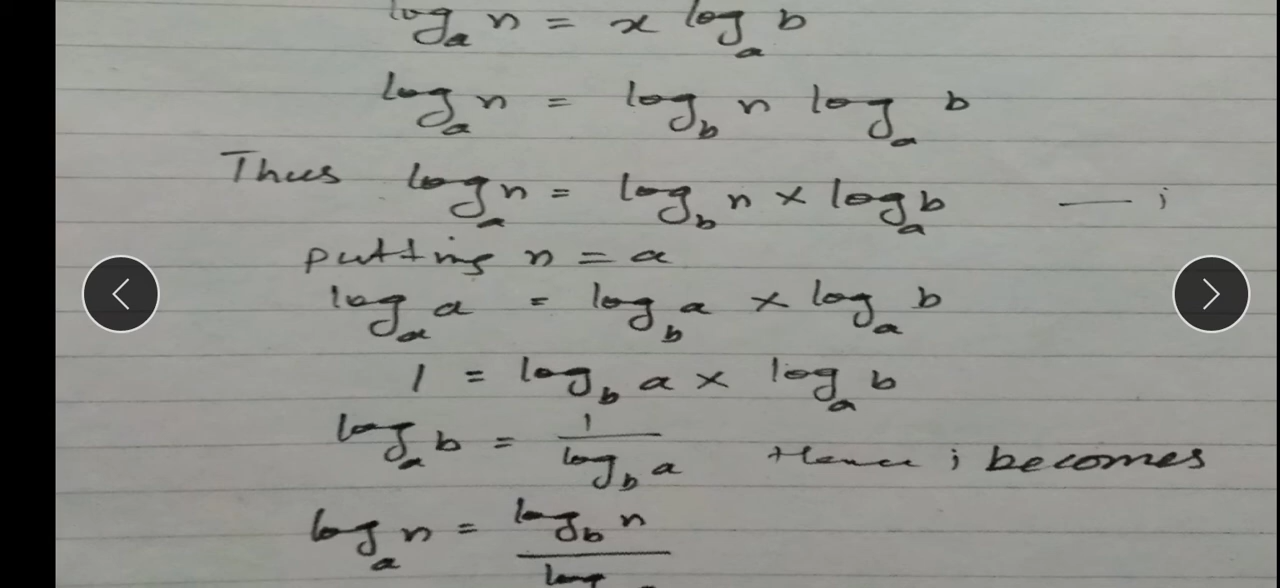 logₐ n = x logₐ b
logₐ n = log_b n logₐ b
Thus logₐ n = log_b n × logₐ b — i
putting n = a
logₐ a = log_b a × logₐ b
1 = log_b a × logₐ b
logₐ b = 1 / log_b a Hence i becomes
logₐ n = log_b n / log